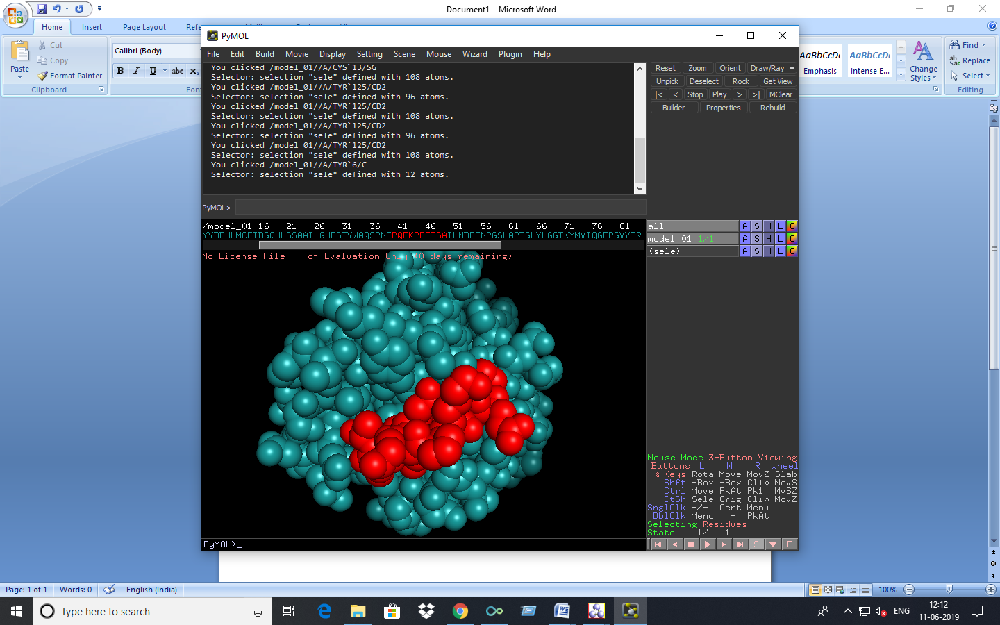 Document1 - Microsoft Word
Home Insert Page Layout Refe
Cut
Copy
Format Painter
Paste
Clipboard
Calibri (Body)
B I U abc x₂
Font
AaBbCcDc AaBbCcDc
Emphasis Intense E...
Change Styles
Find
Replace
Select
Editing
PyMOL
File Edit Build Movie Display Setting Scene Mouse Wizard Plugin Help
You clicked /model_01//A/CYS`13/SG
Selector: selection "sele" defined with 108 atoms.
You clicked /model_01//A/TYR`125/CD2
Selector: selection "sele" defined with 96 atoms.
You clicked /model_01//A/TYR`125/CD2
Selector: selection "sele" defined with 108 atoms.
You clicked /model_01//A/TYR`125/CD2
Selector: selection "sele" defined with 96 atoms.
You clicked /model_01//A/TYR`125/CD2
Selector: selection "sele" defined with 108 atoms.
You clicked /model_01//A/TYR`6/C
Selector: selection "sele" defined with 12 atoms.
PyMOL>
Reset Zoom Orient Draw/Ray
Unpick Deselect Rock Get View
|< < Stop Play > >| MClear
Builder Properties Rebuild
/model_01 16 21 26 31 36 41 46 51 56 61 66 71 76 81
YVDDHLMCEIDGQHLSSAAILGHDSTVWAQSPNFPQFKPEEISAILNDFENPGSLAPTGLYLGGTKYMVIQGEPGVVIR
No License File - For Evaluation Only (0 days remaining)
all A S H L C
model_01 1/1 A S H L C
(sele) A S H L C
Mouse Mode 3-Button Viewing
Buttons L M R Wheel
& Keys Rota Move MovZ Slab
Shft +Box -Box Clip MovS
Ctrl Move PkAt Pk1 MvSZ
CtSh Sele Orig Clip MovZ
SnglClk +/- Cent Menu
DblClk Menu - PkAt
Selecting Residues
State 1/ 1
S F
PyMOL>_
Page: 1 of 1 Words: 0 English (India)
100%
Type here to search
ENG
12:12
11-06-2019